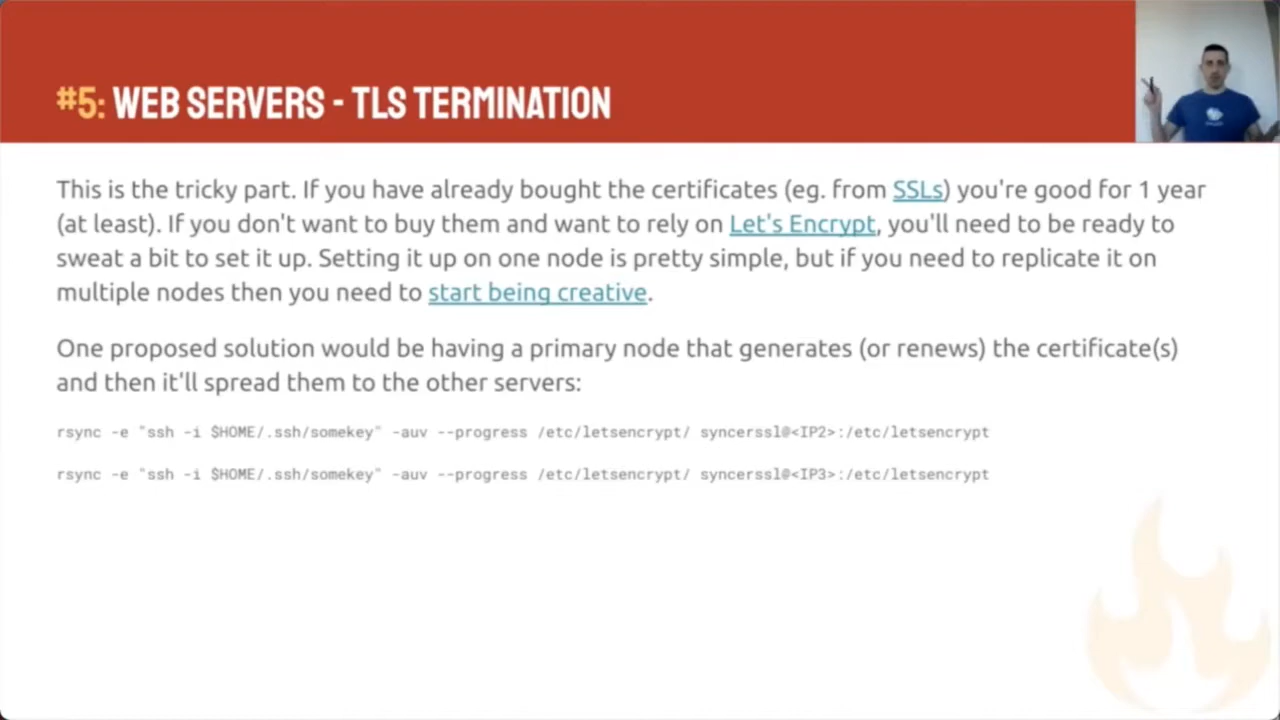 #5: WEB SERVERS - TLS TERMINATION
This is the tricky part. If you have already bought the certificates (eg. from SSLs) you're good for 1 year
(at least). If you don't want to buy them and want to rely on Let's Encrypt, you'll need to be ready to
sweat a bit to set it up. Setting it up on one node is pretty simple, but if you need to replicate it on
multiple nodes then you need to start being creative.
One proposed solution would be having a primary node that generates (or renews) the certificate(s)
and then it'll spread them to the other servers:
rsync -e "ssh -i $HOME/.ssh/somekey" -auv --progress /etc/letsencrypt/ syncerssl@<IP2>:/etc/letsencrypt
rsync -e "ssh -i $HOME/.ssh/somekey" -auv --progress /etc/letsencrypt/ syncerssl@<IP3>:/etc/letsencrypt